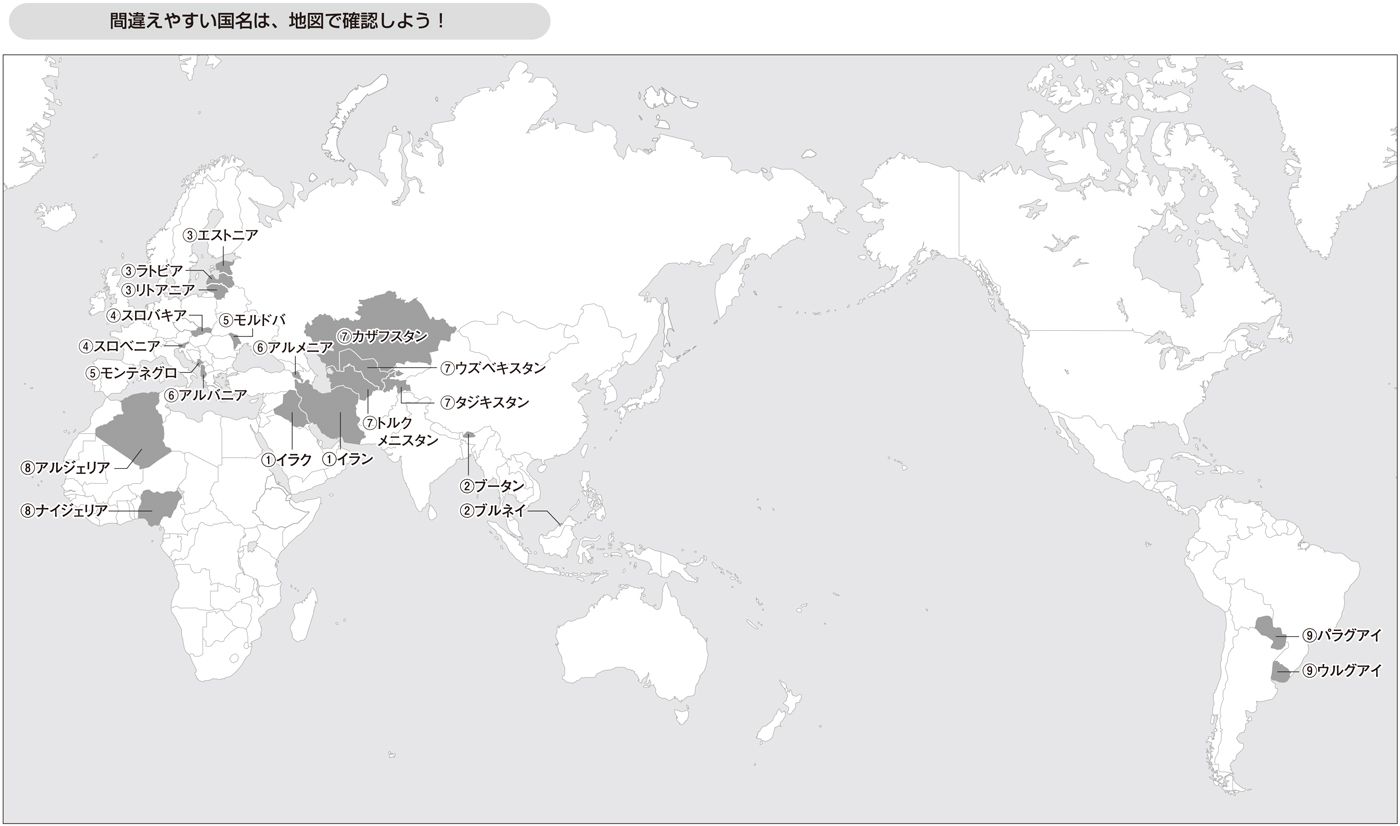 間違えやすい国名は、地図で確認しよう！
③エストニア
③ラトビア
③リトアニア
④スロバキア
⑤モルドバ
④スロベニア
⑥アルメニア
⑦カザフスタン
⑤モンテネグロ
⑦ウズベキスタン
⑥アルバニア
⑦タジキスタン
⑦トルク
メニスタン
①イラク
①イラン
⑧アルジェリア
②ブータン
⑧ナイジェリア
②ブルネイ
⑨パラグアイ
⑨ウルグアイ